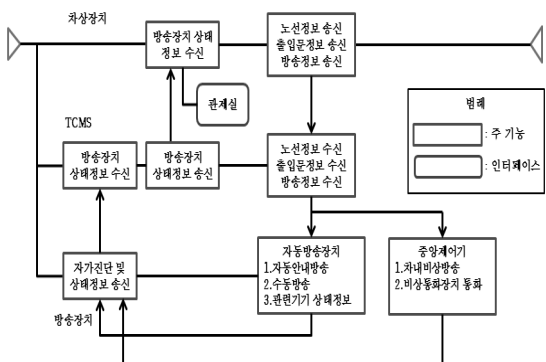 차상장치
방송장치 상태
정보 수신
노선정보 송신
출입문정보 송신
방송정보 송신
관제실
범례
: 주 기능
: 인터페이스
TCMS
방송장치
상태정보 수신
방송장치
상태정보 송신
노선정보 수신
출입문정보 수신
방송정보 수신
자가진단 및
상태정보 송신
자동방송장치
1.자동안내방송
2.수동방송
3.관련기기 상태정보
중앙제어기
1.차내비상방송
2.비상통화장치 통화
방송장치